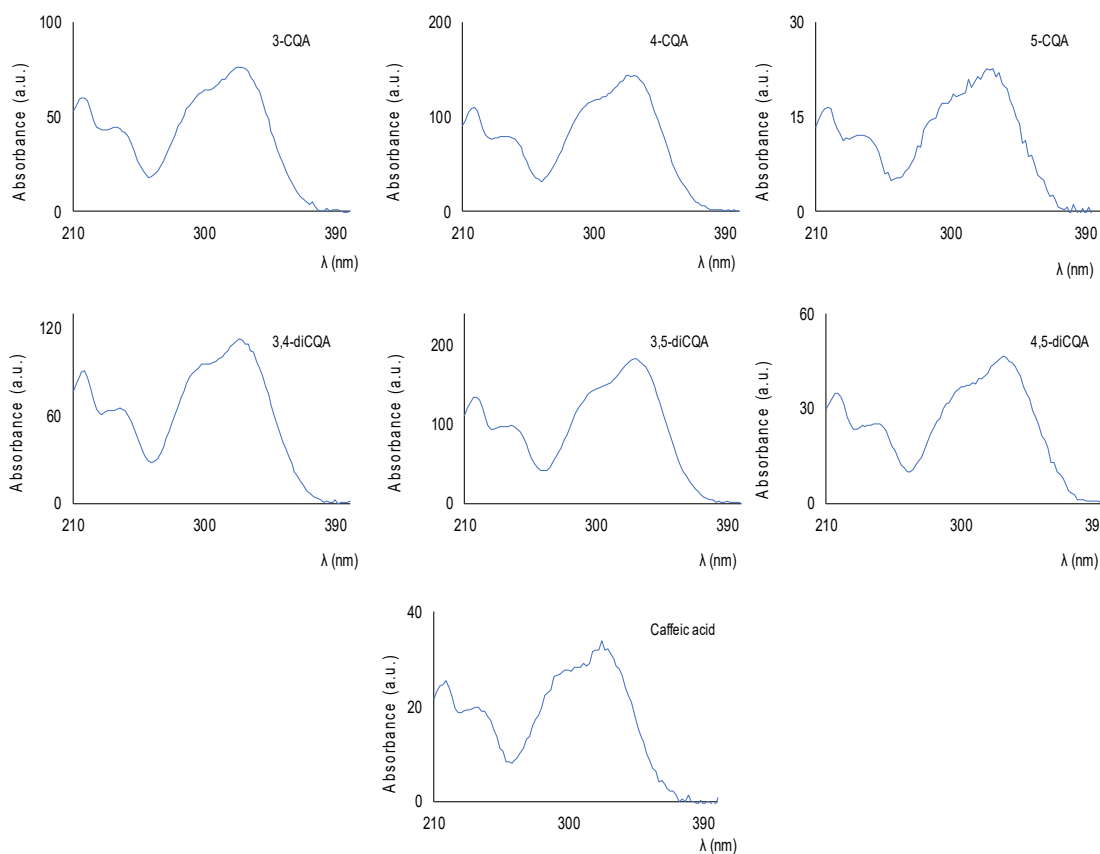 3-CQA
Absorbance (a.u.)
100
50
0
210
300
390
λ (nm)
4-CQA
Absorbance (a.u.)
200
100
0
210
300
390
λ (nm)
5-CQA
Absorbance (a.u.)
30
15
0
210
300
390
λ (nm)
3,4-diCQA
Absorbance (a.u.)
120
60
0
210
300
390
λ (nm)
3,5-diCQA
Absorbance (a.u.)
200
100
0
210
300
390
λ (nm)
4,5-diCQA
Absorbance (a.u.)
60
30
0
210
300
390
λ (nm)
Caffeic acid
Absorbance (a.u.)
40
20
0
210
300
390
λ (nm)